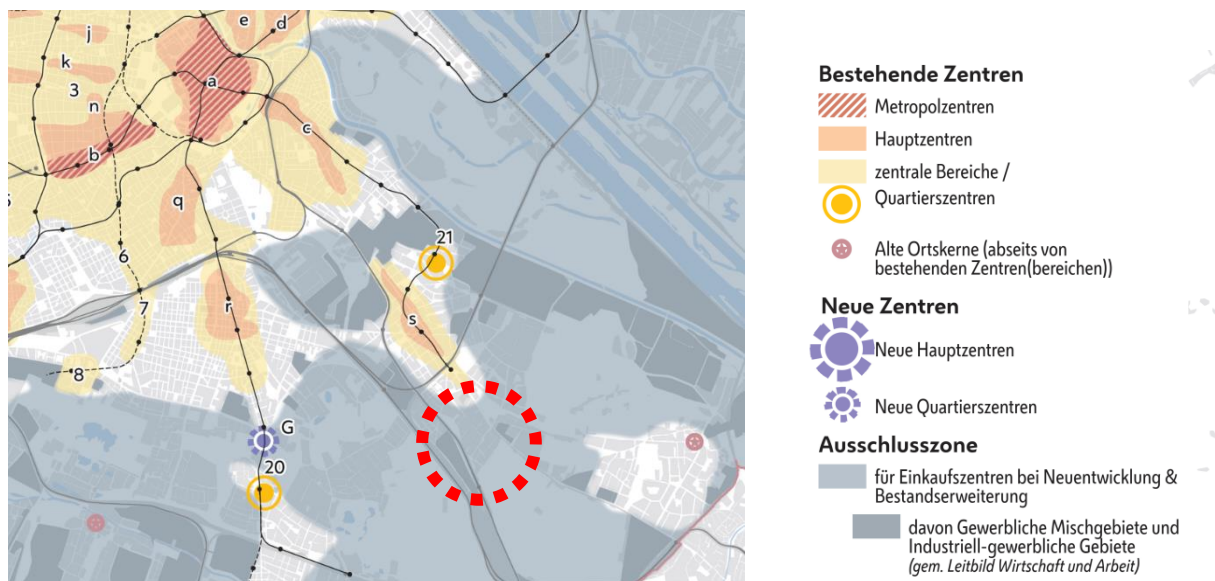 e
d
j
k
a
3
n
c
b
q
6
21
7
r
s
8
G
20
Bestehende Zentren
Metropolzentren
Hauptzentren
zentrale Bereiche /
Quartierszentren
Alte Ortskerne (abseits von
bestehenden Zentren(bereichen))
Neue Zentren
Neue Hauptzentren
Neue Quartierszentren
Ausschlusszone
für Einkaufszentren bei Neuentwicklung &
Bestandserweiterung
davon Gewerbliche Mischgebiete und
Industriell-gewerbliche Gebiete
(gem. Leitbild Wirtschaft und Arbeit)